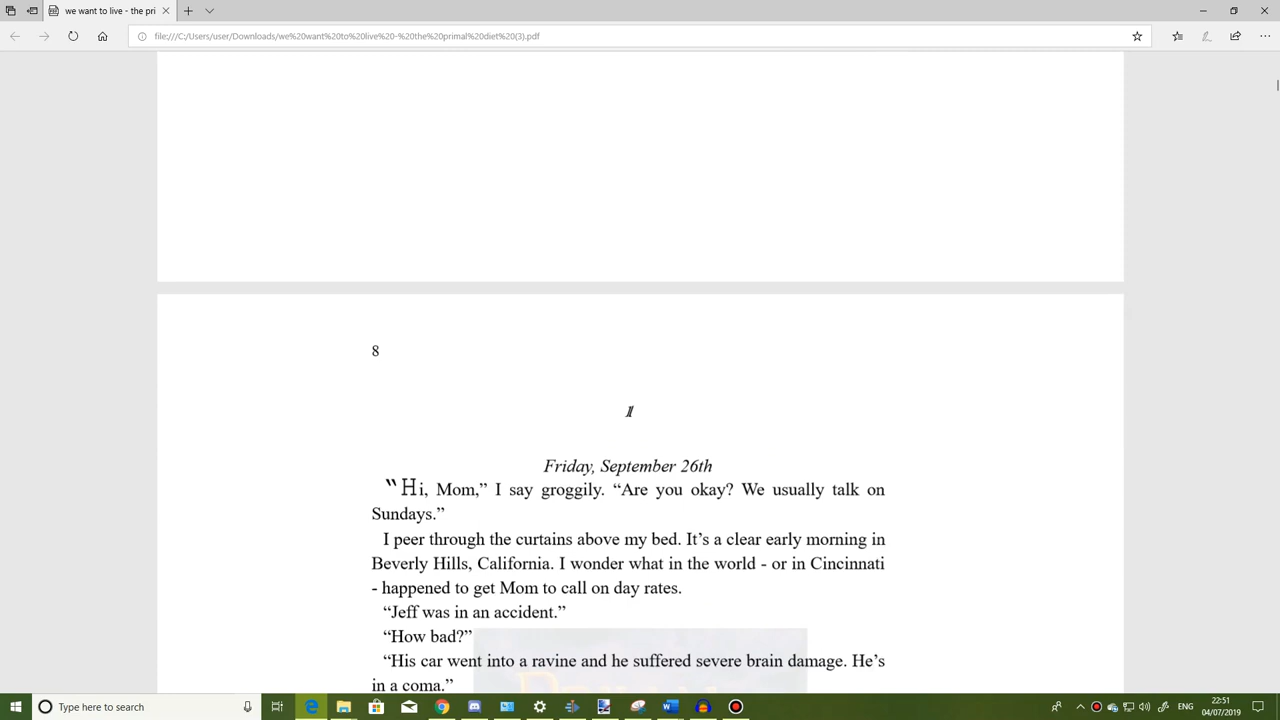 we want to live - the pri
file:///C:/Users/user/Downloads/we%20want%20to%20live%20-%20the%20primal%20diet%20(3).pdf
8
Friday, September 26th
“Hi, Mom,” I say groggily. “Are you okay? We usually talk on
Sundays.”
I peer through the curtains above my bed. It’s a clear early morning in
Beverly Hills, California. I wonder what in the world - or in Cincinnati
- happened to get Mom to call on day rates.
“Jeff was in an accident.”
“How bad?”
“His car went into a ravine and he suffered severe brain damage. He’s
in a coma.”
Type here to search
ENG
22:51
04/07/2019